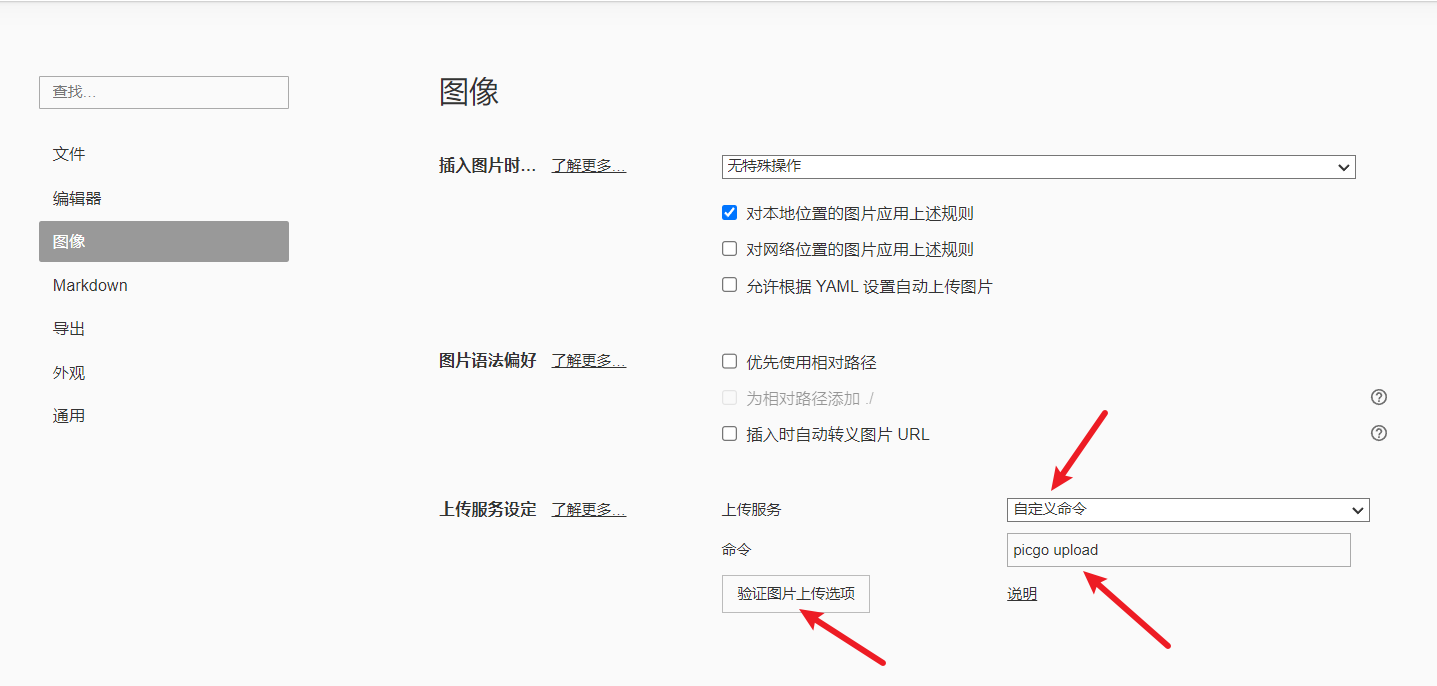 查找...
文件
编辑器
图像
Markdown
导出
外观
通用
图像
插入图片时... 了解更多... 无特殊操作
对本地位置的图片应用上述规则
对网络位置的图片应用上述规则
允许根据 YAML 设置自动上传图片
图片语法偏好 了解更多... 优先使用相对路径
为相对路径添加 ./
插入时自动转义图片 URL
上传服务设定 了解更多... 上传服务 自定义命令
命令 picgo upload
验证图片上传选项 说明